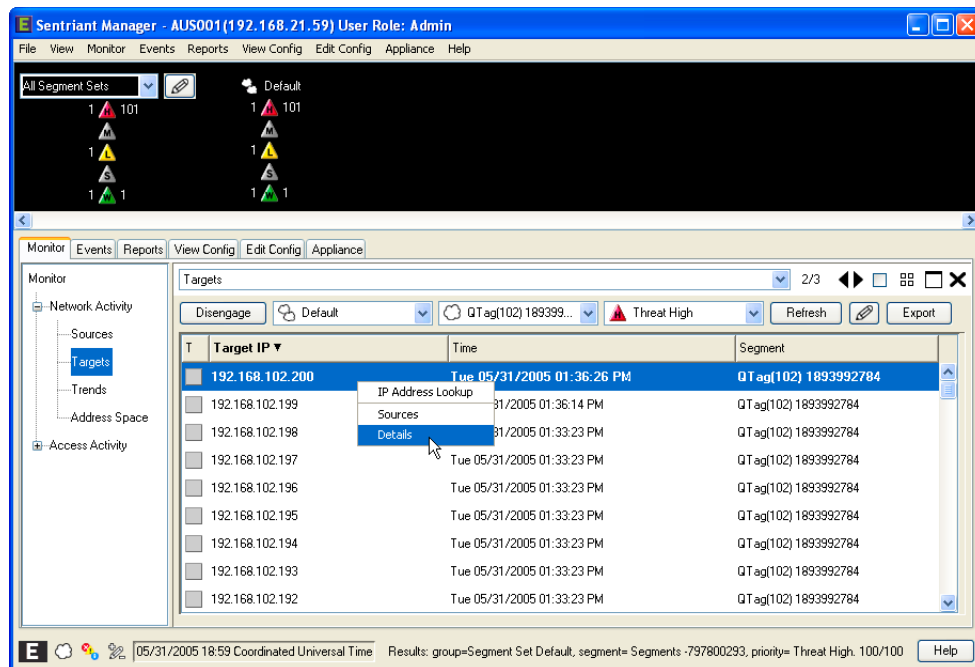 E Sentriant Manager - AUS001(192.168.21.59) User Role: Admin
File View Monitor Events Reports View Config Edit Config Appliance Help
All Segment Sets Default
1 H 101 1 H 101
M M
1 L 1 L
S S
1 W 1 1 W 1
Monitor Events Reports View Config Edit Config Appliance
Monitor
Network Activity
Sources
Targets
Trends
Address Space
Access Activity
Targets 2/3
Disengage Default QTag(102) 189399... H Threat High Refresh Export
T Target IP Time Segment
192.168.102.200 Tue 05/31/2005 01:36:26 PM QTag(102) 1893992784
192.168.102.199 31/2005 01:36:14 PM QTag(102) 1893992784
192.168.102.198 31/2005 01:33:23 PM QTag(102) 1893992784
192.168.102.197 Tue 05/31/2005 01:33:23 PM QTag(102) 1893992784
192.168.102.196 Tue 05/31/2005 01:33:23 PM QTag(102) 1893992784
192.168.102.195 Tue 05/31/2005 01:33:23 PM QTag(102) 1893992784
192.168.102.194 Tue 05/31/2005 01:33:23 PM QTag(102) 1893992784
192.168.102.193 Tue 05/31/2005 01:33:23 PM QTag(102) 1893992784
192.168.102.192 Tue 05/31/2005 01:33:23 PM QTag(102) 1893992784
IP Address Lookup
Sources
Details
E 05/31/2005 18:59 Coordinated Universal Time Results: group=Segment Set Default, segment= Segments -797800293, priority= Threat High. 100/100 Help